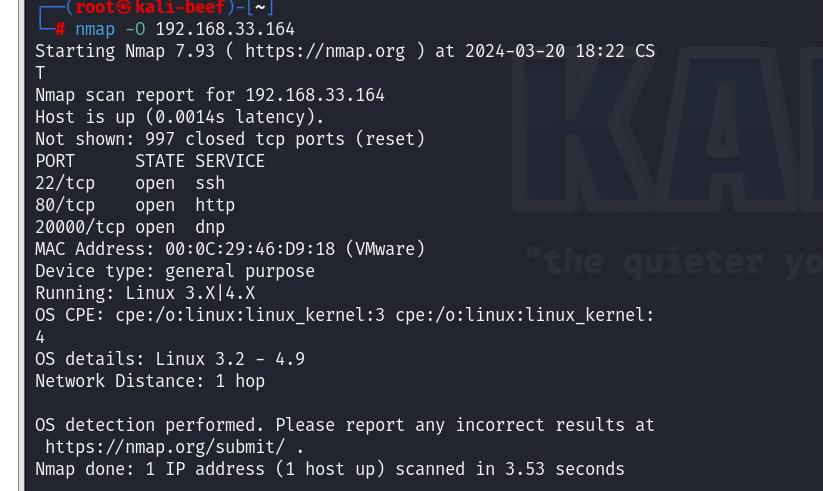 ┌──(root㉿kali-beef)-[~]
└─# nmap -O 192.168.33.164
Starting Nmap 7.93 ( https://nmap.org ) at 2024-03-20 18:22 CS
T
Nmap scan report for 192.168.33.164
Host is up (0.0014s latency).
Not shown: 997 closed tcp ports (reset)
PORT      STATE SERVICE
22/tcp    open  ssh
80/tcp    open  http
20000/tcp open  dnp
MAC Address: 00:0C:29:46:D9:18 (VMware)
Device type: general purpose
Running: Linux 3.X|4.X
OS CPE: cpe:/o:linux:linux_kernel:3 cpe:/o:linux:linux_kernel:
4
OS details: Linux 3.2 - 4.9
Network Distance: 1 hop

OS detection performed. Please report any incorrect results at
 https://nmap.org/submit/ .
Nmap done: 1 IP address (1 host up) scanned in 3.53 seconds
KA
"the quieter yo